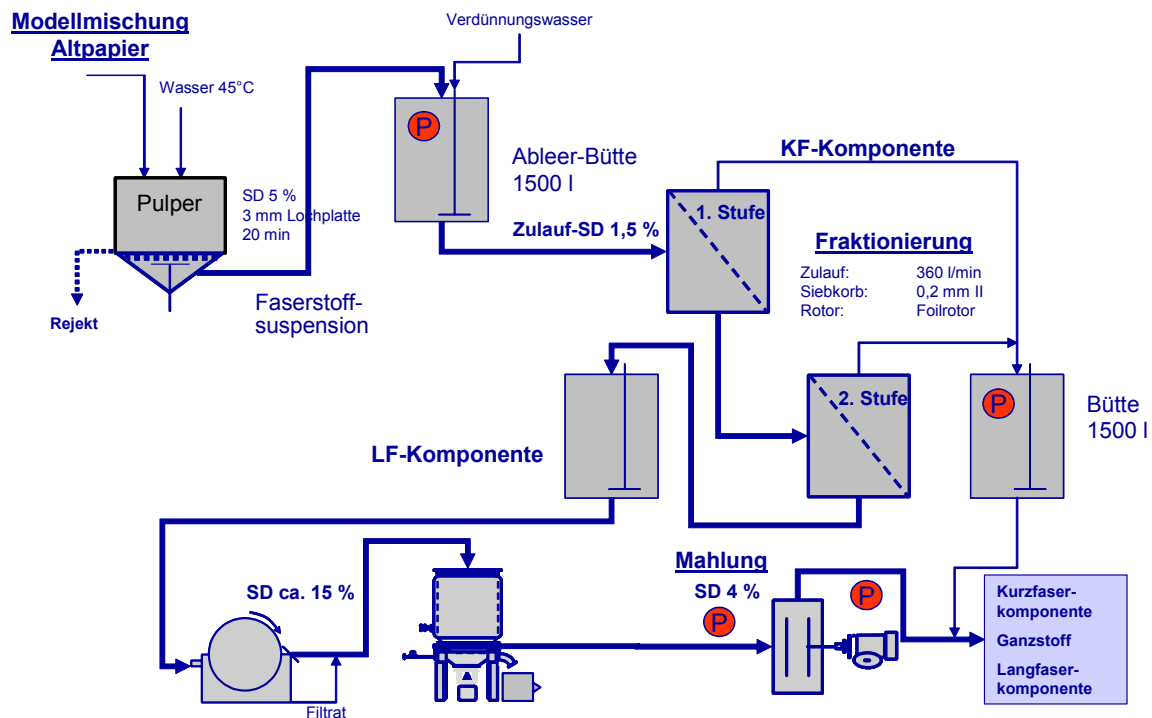 Modellmischung
Altpapier
Wasser 45°C
Verdünnungswasser
Pulper
SD 5 %
3 mm Lochplatte
20 min
Rejekt
Faserstoff-
suspension
P
Ableer-Bütte
1500 l
Zulauf-SD 1,5 %
KF-Komponente
1. Stufe
Fraktionierung
Zulauf: 360 l/min
Siebkorb: 0,2 mm II
Rotor: Foilrotor
2. Stufe
P
Bütte
1500 l
LF-Komponente
SD ca. 15 %
Filtrat
Mahlung
SD 4 %
P
P
Kurzfaser-
komponente
Ganzstoff
Langfaser-
komponente